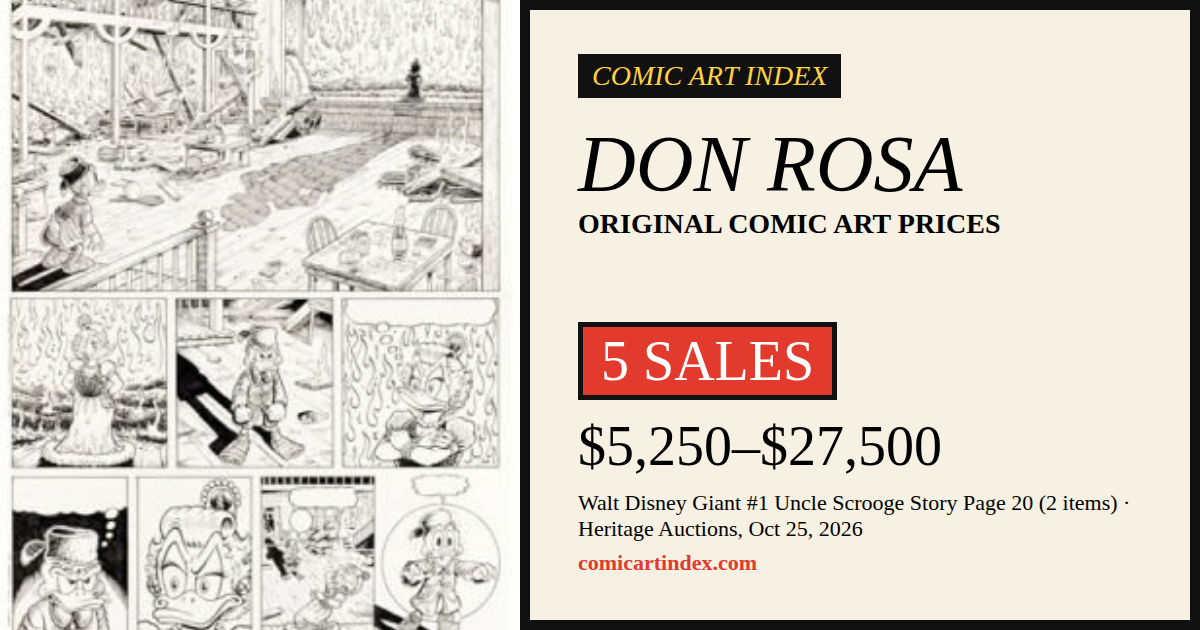 COMIC ART INDEX
DON ROSA
ORIGINAL COMIC ART PRICES
5 SALES
$5,250–$27,500
Walt Disney Giant #1 Uncle Scrooge Story Page 20 (2 items) ·
Heritage Auctions, Oct 25, 2026
comicartindex.com